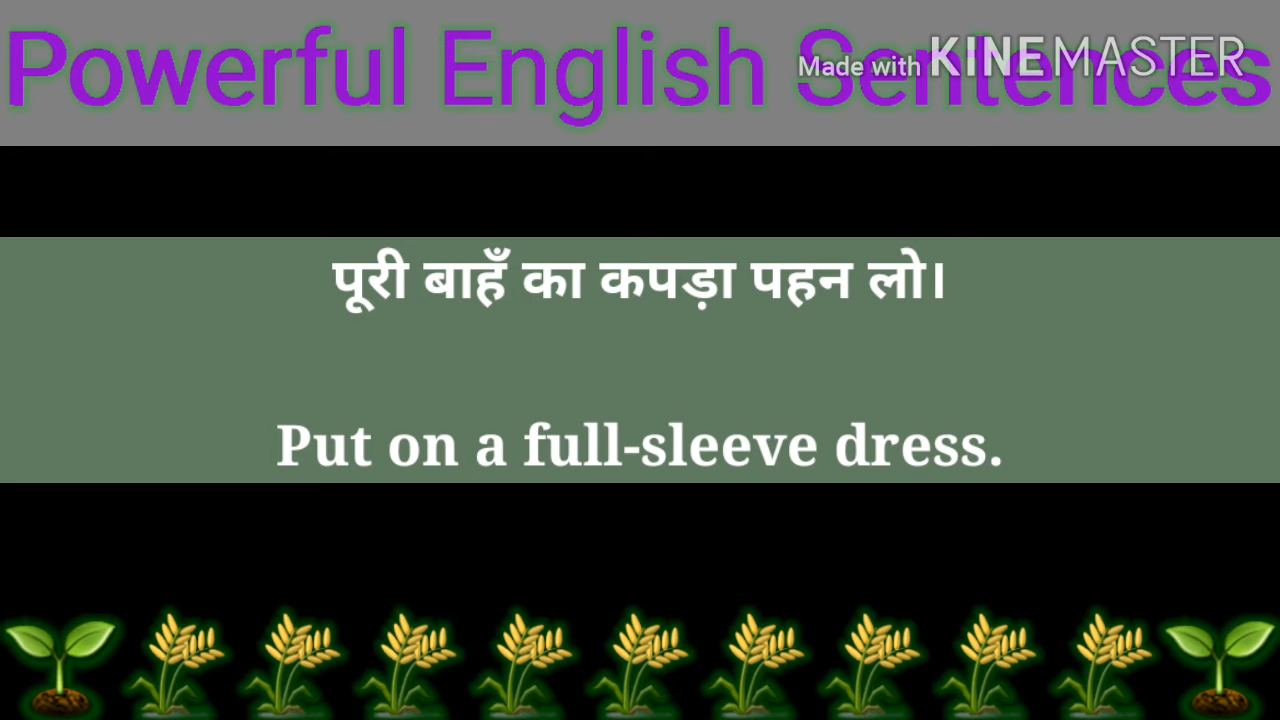 Powerful English Sentences
Made with KINEMASTER
पूरी बाहँ का कपड़ा पहन लो।
Put on a full-sleeve dress.